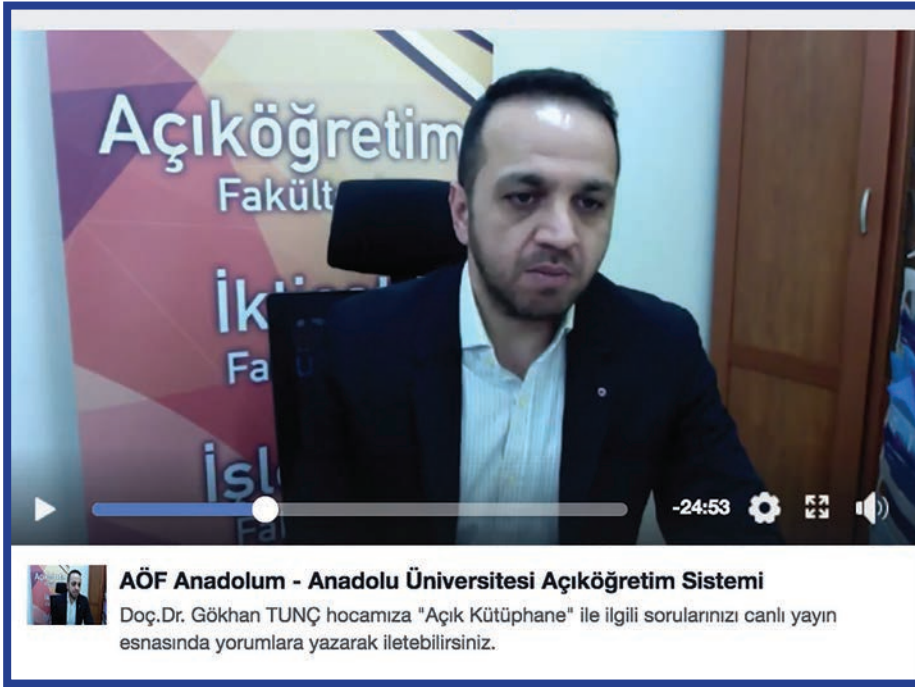 Açıköğretim
Fakült
İkti
Fakü
İşl
Fa
-24:53
AÖF Anadolum - Anadolu Üniversitesi Açıköğretim Sistemi
Doç.Dr. Gökhan TUNÇ hocamıza "Açık Kütüphane" ile ilgili sorularınızı canlı yayın
esnasında yorumlara yazarak iletebilirsiniz.